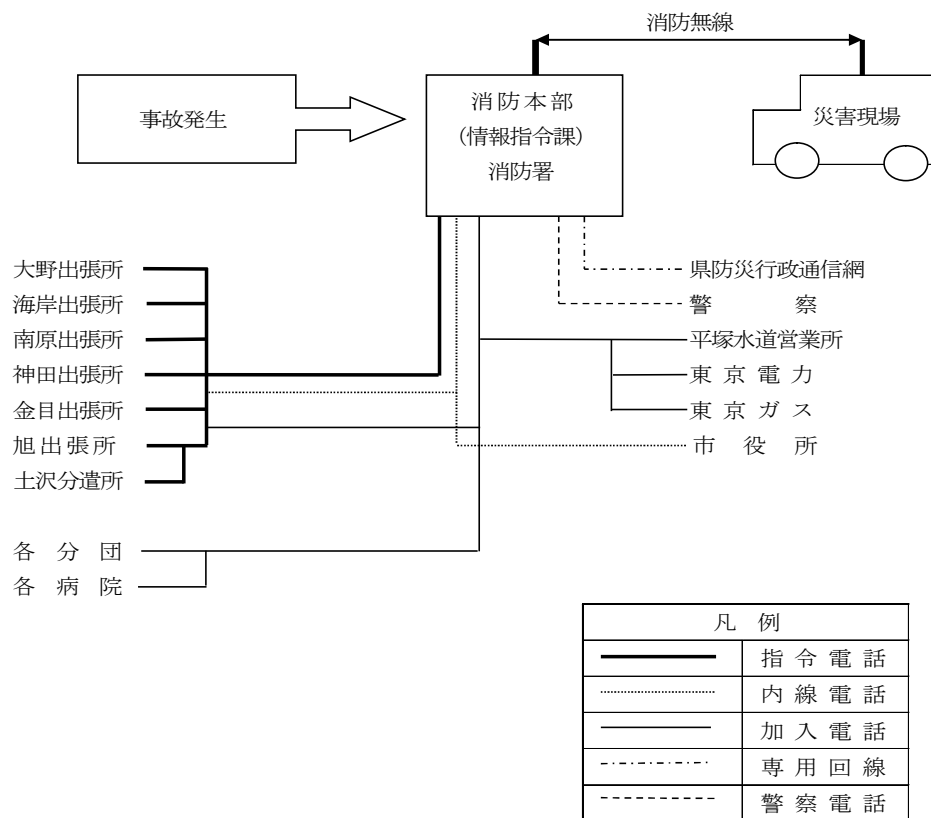 消防無線
事故発生
消防本部
(情報指令課)
消防署
災害現場
大野出張所
海岸出張所
南原出張所
神田出張所
金目出張所
旭出張所
土沢分遣所
各分団
各病院
県防災行政通信網
警察
平塚水道営業所
東京電力
東京ガス
市役所
凡例
指令電話
内線電話
加入電話
専用回線
警察電話